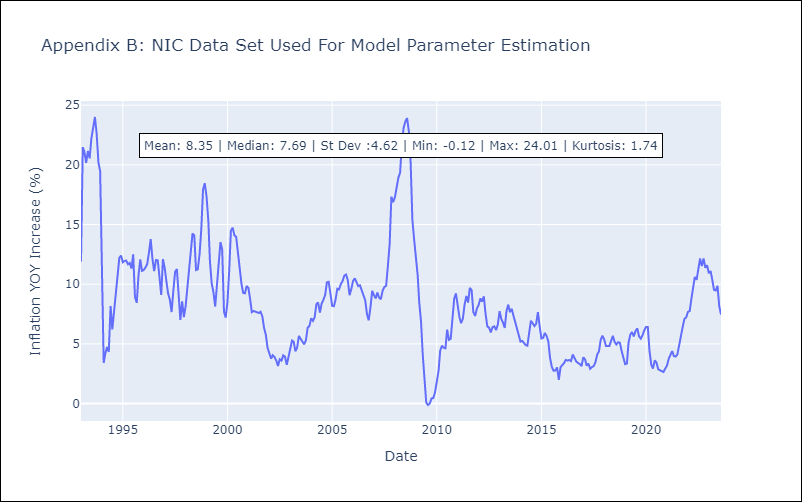 Appendix B: NIC Data Set Used For Model Parameter Estimation
25
Mean: 8.35 | Median: 7.69 | St Dev :4.62 | Min: -0.12 | Max: 24.01 | Kurtosis: 1.74
20
15
10
5
0
Inflation YOY Increase (%)
1995 2000 2005 2010 2015 2020
Date